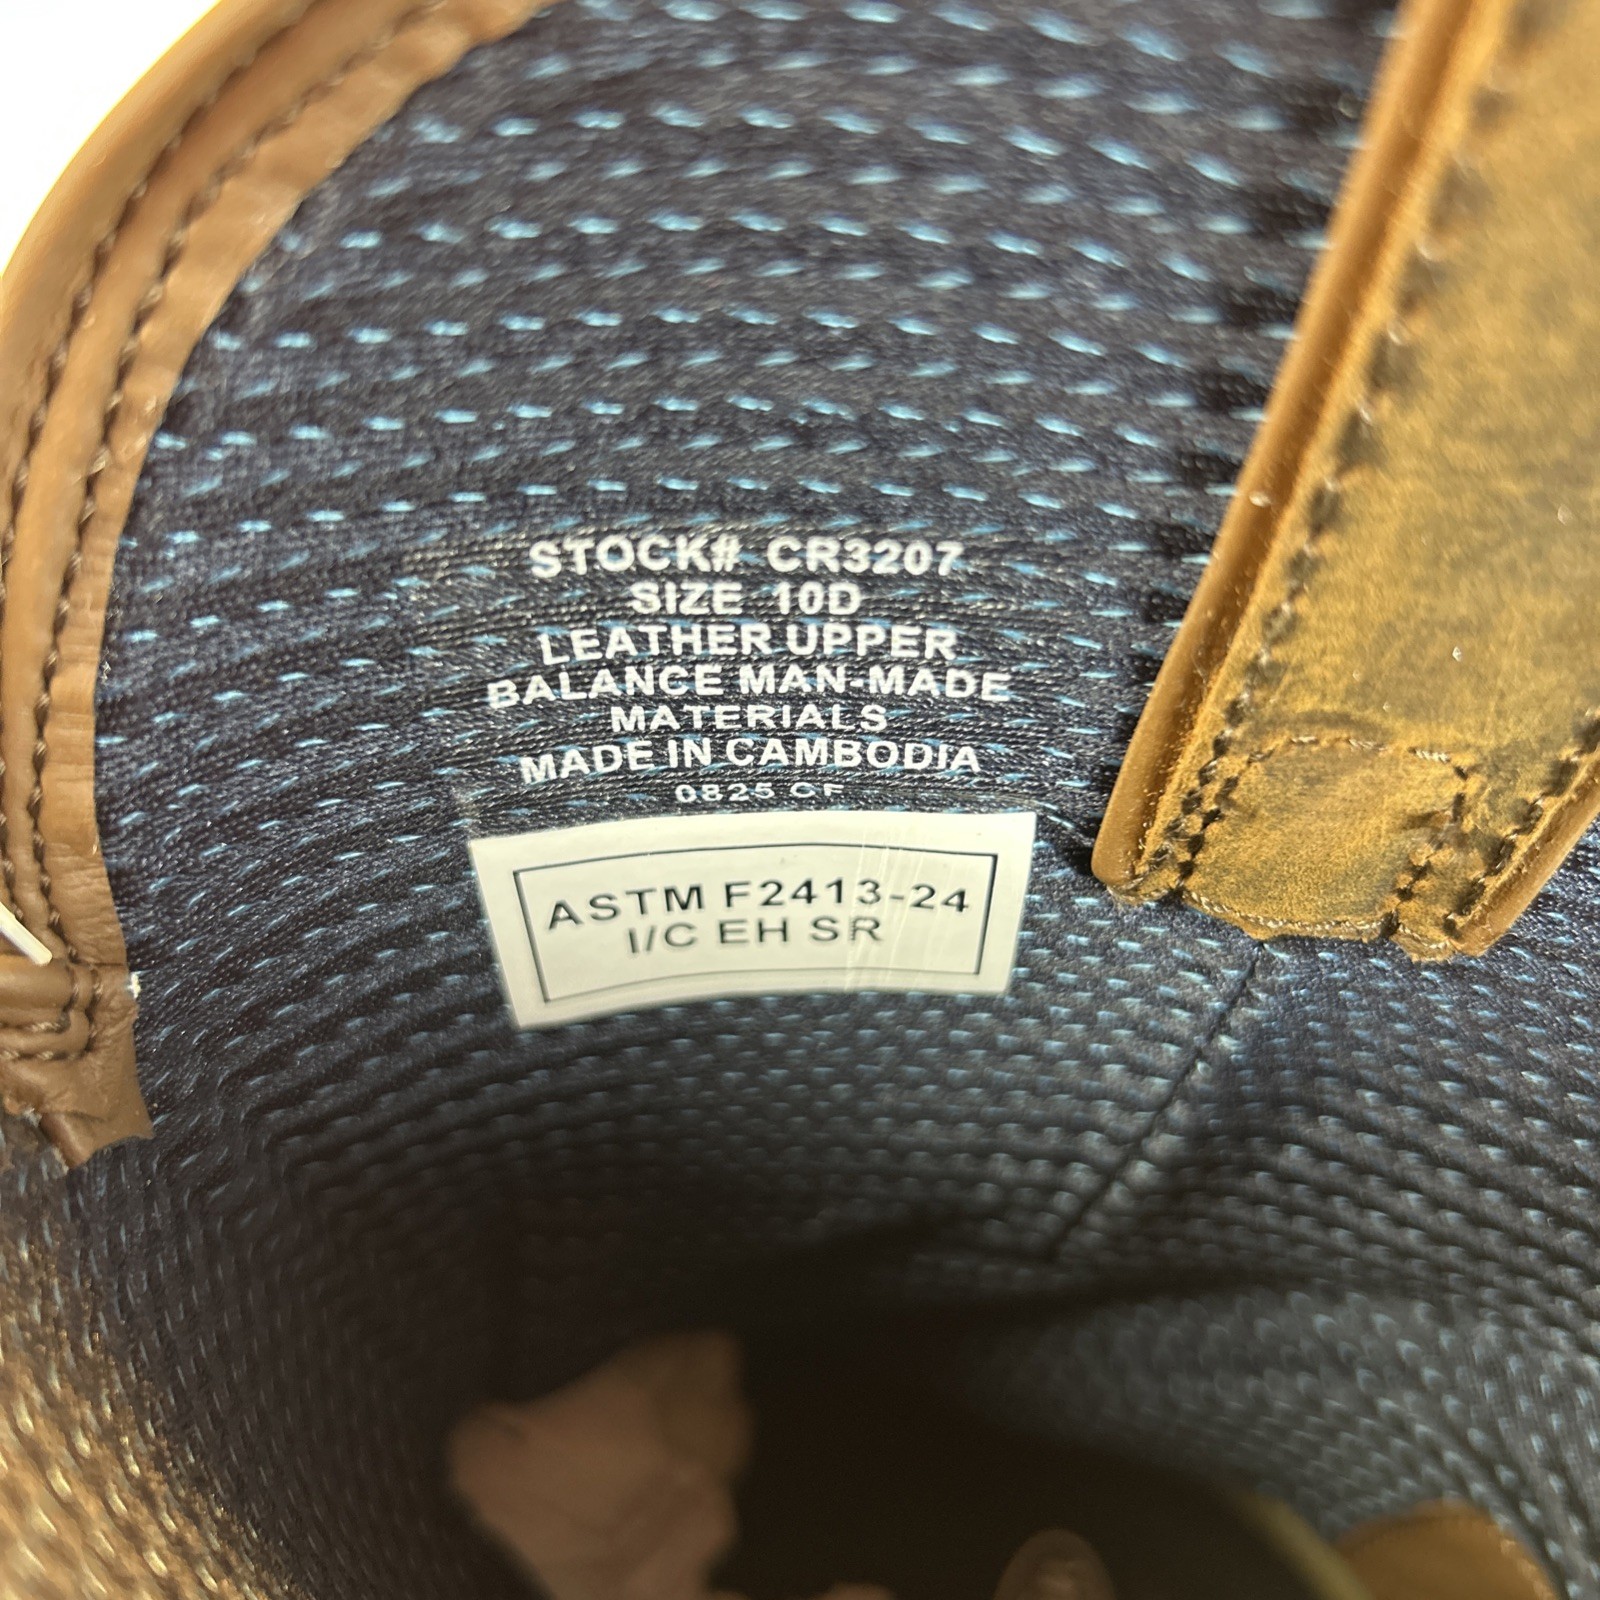 STOCK# CR3207
SIZE 10D
LEATHER UPPER
BALANCE MAN-MADE
MATERIALS
MADE IN CAMBODIA
0825 CF
ASTM F2413-24
I/C EH SR